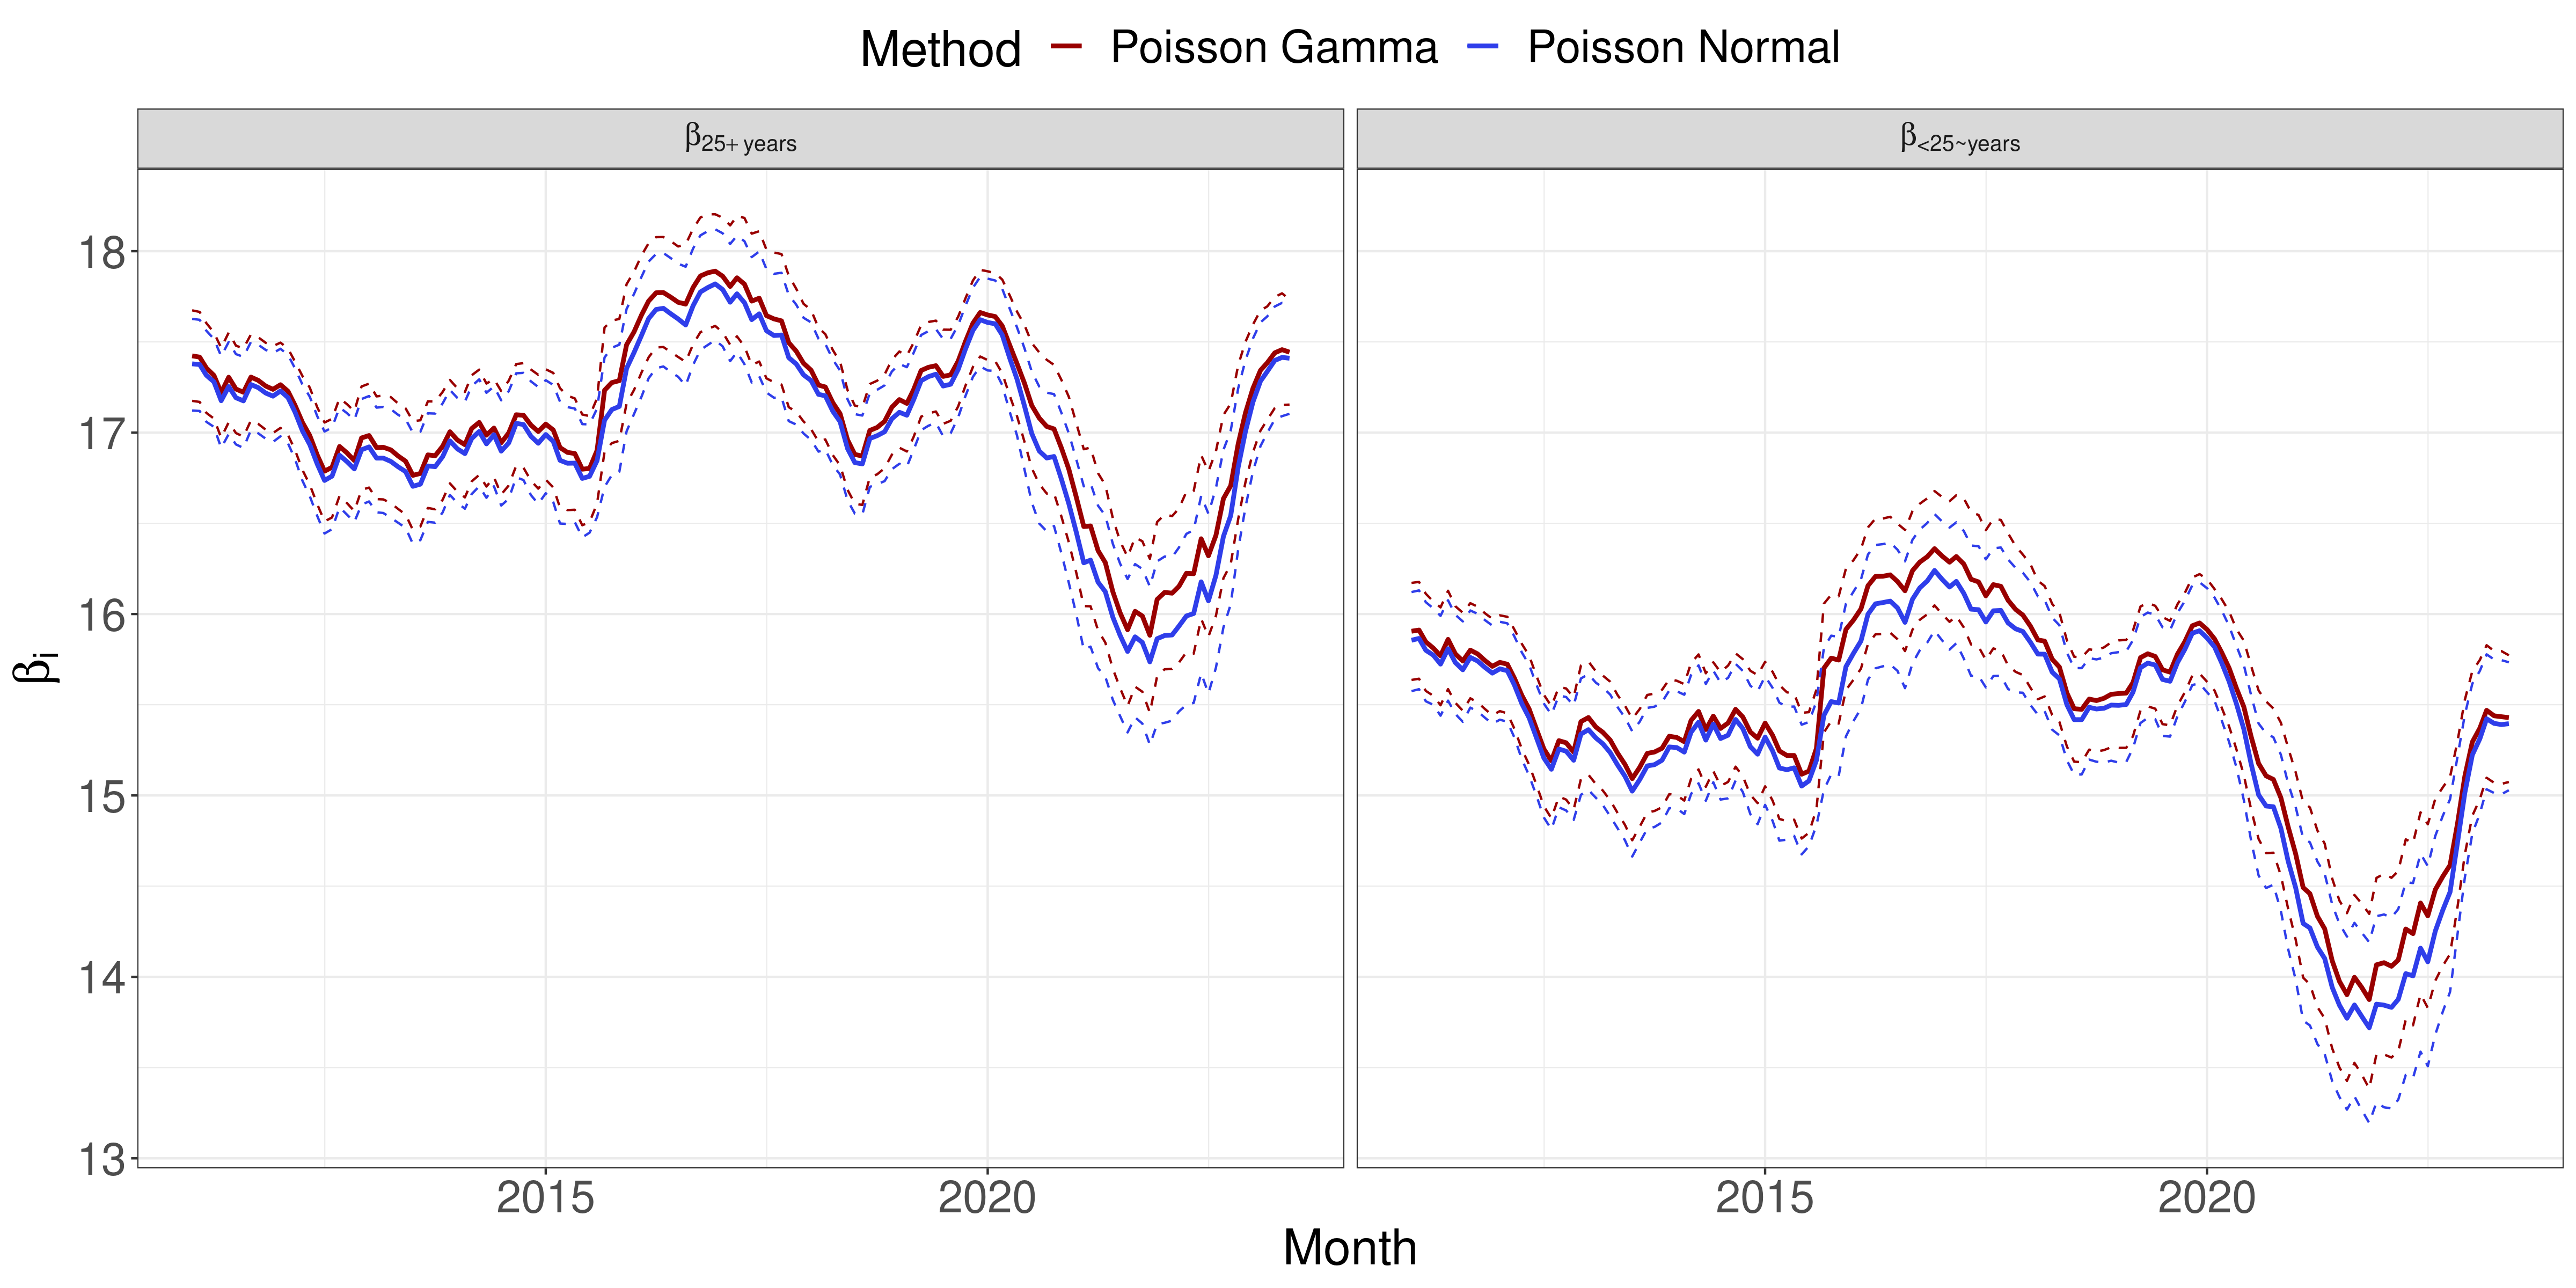 Method Poisson Gamma Poisson Normal
β25+ years β<25~years
18
17
16
15
14
13
βi
2015 2020 2015 2020
Month